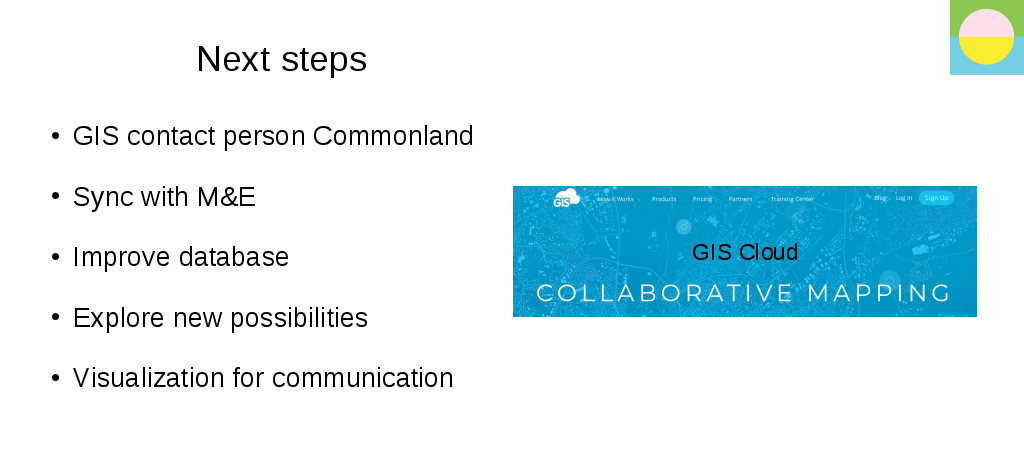 Next steps
• GIS contact person Commonland
• Sync with M&E
• Improve database
• Explore new possibilities
• Visualization for communication
GIS
How it Works Products Pricing Partners Training Center Blog Log In Sign Up
GIS Cloud
COLLABORATIVE MAPPING